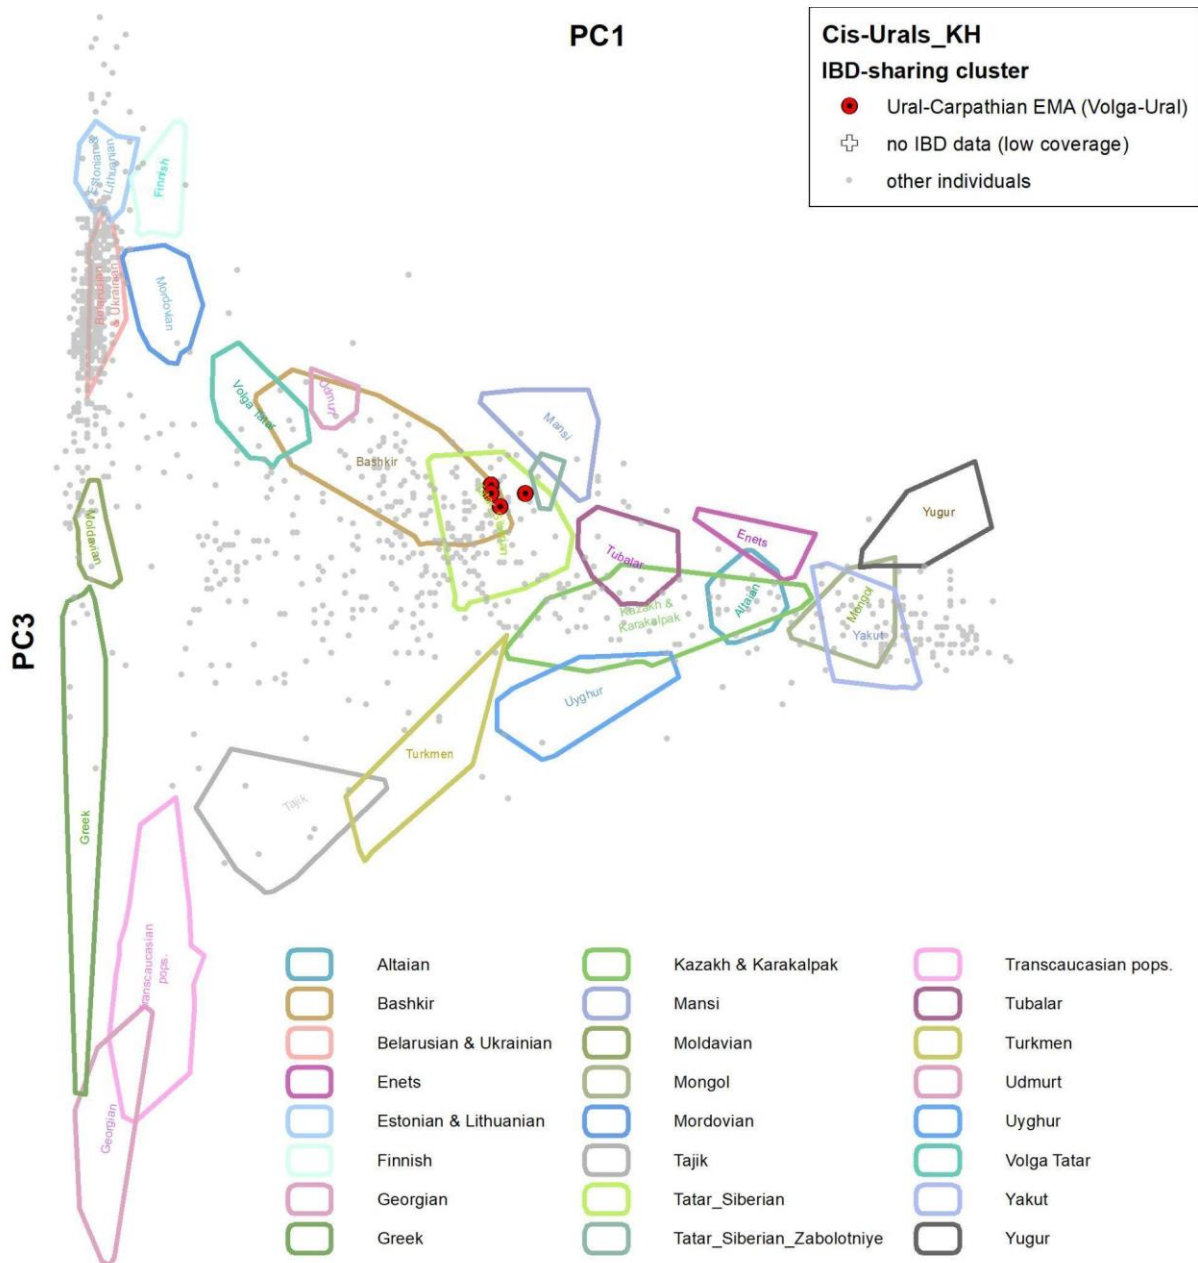 PC1
Cis-Urals_KH
IBD-sharing cluster
Ural-Carpathian EMA (Volga-Ural)
no IBD data (low coverage)
other individuals
Estonian &
Lithuanian
Finnish
Belarusian
& Ukrainian
Mordovian
Volga Tatar
Udmurt
Bashkir
Mansi
Moldavian
Yugur
Enets
Tubalar
Altaian
Kazakh &
Karakalpak
Mongol
Yakut
PC3
Uyghur
Turkmen
Tajik
Greek
Transcaucasian
pops.
Georgian
Altaian
Bashkir
Belarusian & Ukrainian
Enets
Estonian & Lithuanian
Finnish
Georgian
Greek
Kazakh & Karakalpak
Mansi
Moldavian
Mongol
Mordovian
Tajik
Tatar_Siberian
Tatar_Siberian_Zabolotniye
Transcaucasian pops.
Tubalar
Turkmen
Udmurt
Uyghur
Volga Tatar
Yakut
Yugur